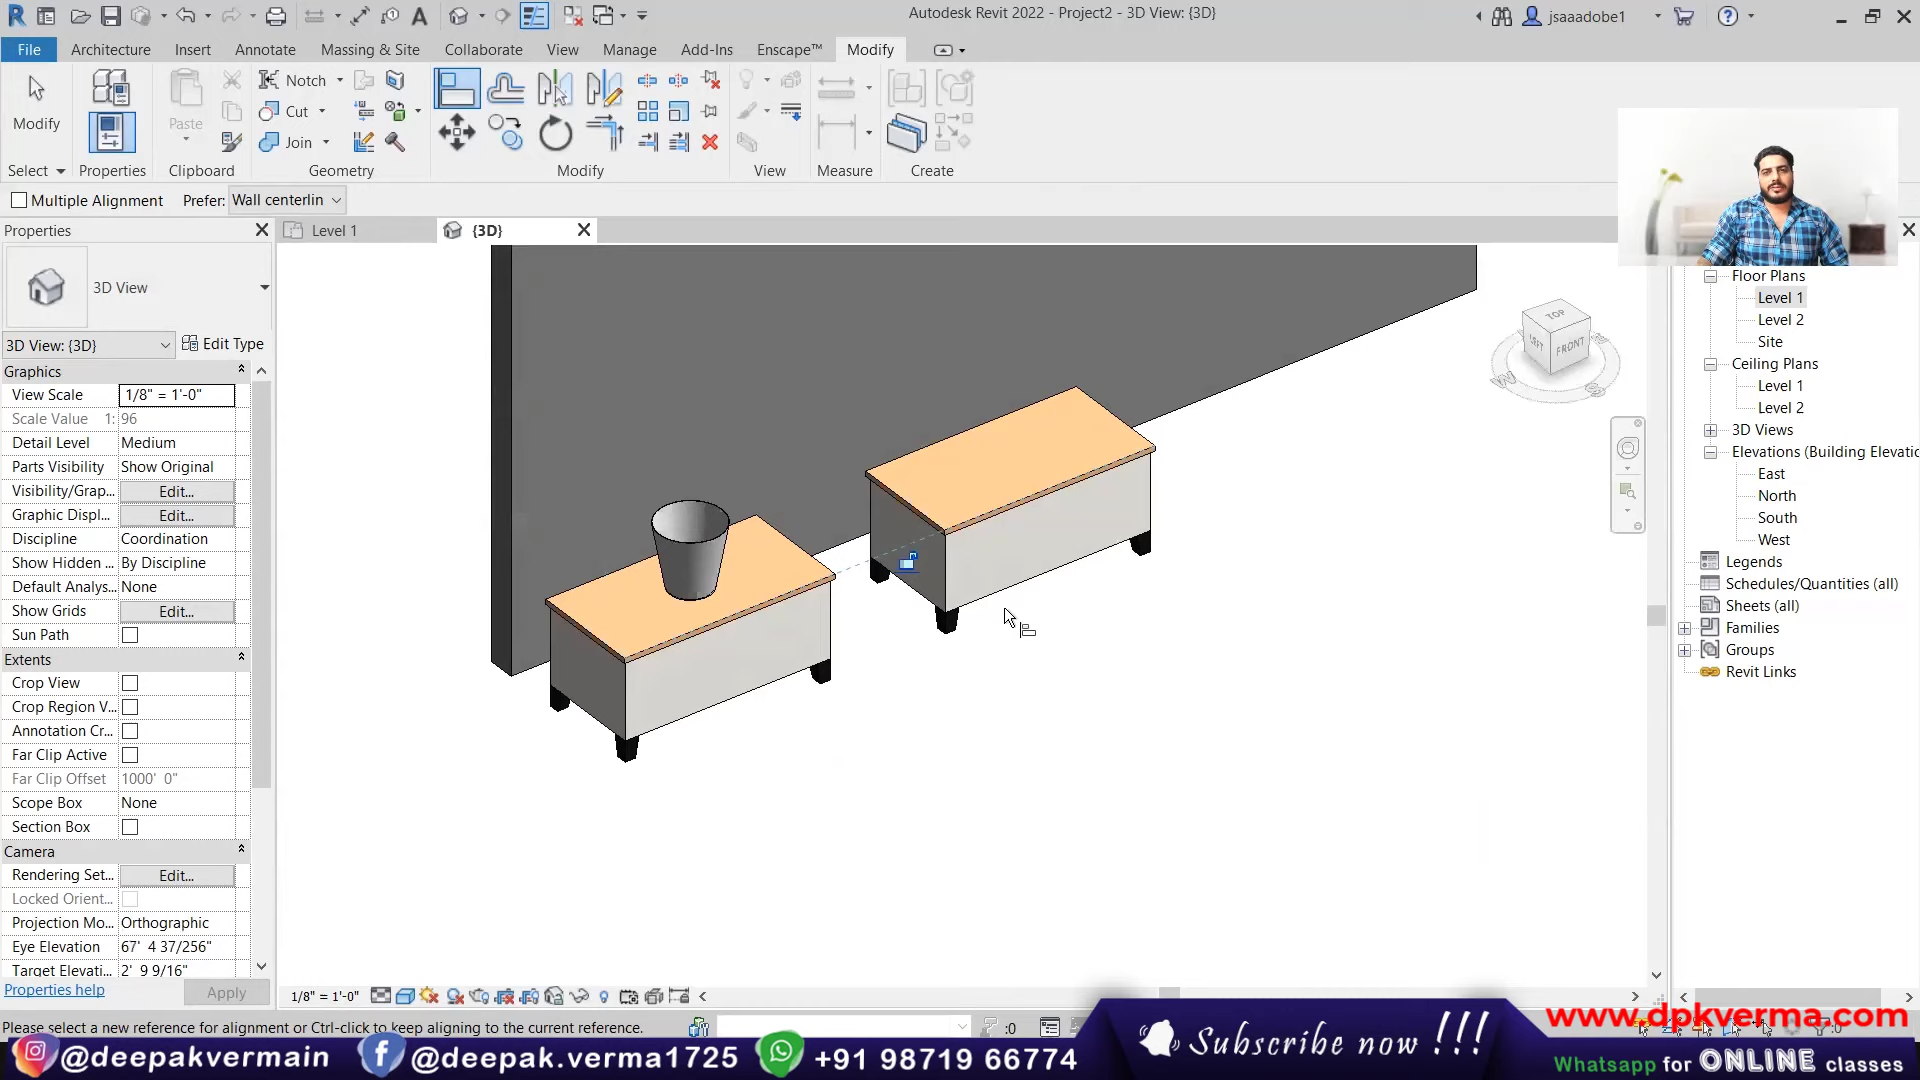 Autodesk Revit 2022 - Project2 - 3D View: {3D}
jsaaadobe1
File Architecture Insert Annotate Massing & Site Collaborate View Manage Add-Ins Enscape™ Modify
Modify
Paste
Notch
Cut
Join
Select Properties Clipboard Geometry Modify View Measure Create
Multiple Alignment Prefer: Wall centerlin
Properties
Level 1
{3D}
3D View
3D View: {3D} Edit Type
Graphics
View Scale 1/8" = 1'-0"
Scale Value 1: 96
Detail Level Medium
Parts Visibility Show Original
Visibility/Grap... Edit...
Graphic Displ... Edit...
Discipline Coordination
Show Hidden ... By Discipline
Default Analys... None
Show Grids Edit...
Sun Path
Extents
Crop View
Crop Region V...
Annotation Cr...
Far Clip Active
Far Clip Offset 1000' 0"
Scope Box None
Section Box
Camera
Rendering Set... Edit...
Locked Orient...
Projection Mo... Orthographic
Eye Elevation 67' 4 37/256"
Target Elevati... 2' 9 9/16"
Properties help Apply
TOP
LEFT FRONT
W S
Floor Plans
Level 1
Level 2
Site
Ceiling Plans
Level 1
Level 2
3D Views
Elevations (Building Elevatio
East
North
South
West
Legends
Schedules/Quantities (all)
Sheets (all)
Families
Groups
Revit Links
1/8" = 1'-0"
Please select a new reference for alignment or Ctrl-click to keep aligning to the current reference.
:0
:0
@deepakvermain @deepak.verma1725 +91 98719 66774
Subscribe now !!!
www.dpkverma.com
Whatsapp for ONLINE classes